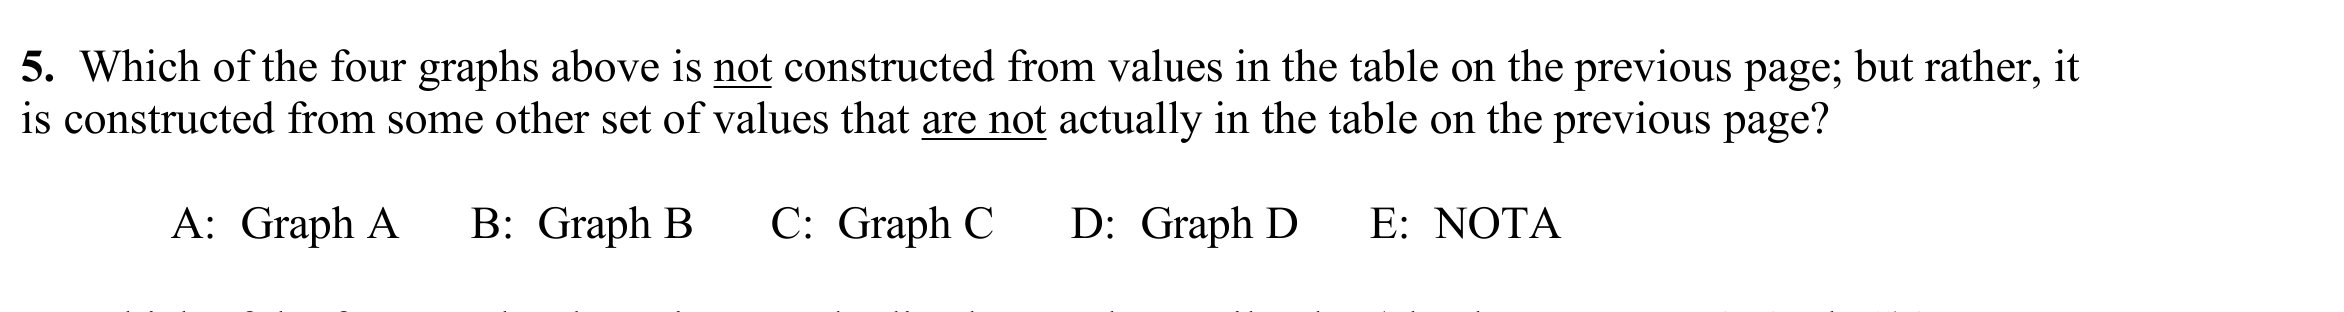 5. Which of the four graphs above is not constructed from values in the table on the previous page; but rather, it
is constructed from some other set of values that are not actually in the table on the previous page?
A: Graph A B: Graph B C: Graph C D: Graph D E: NOTA